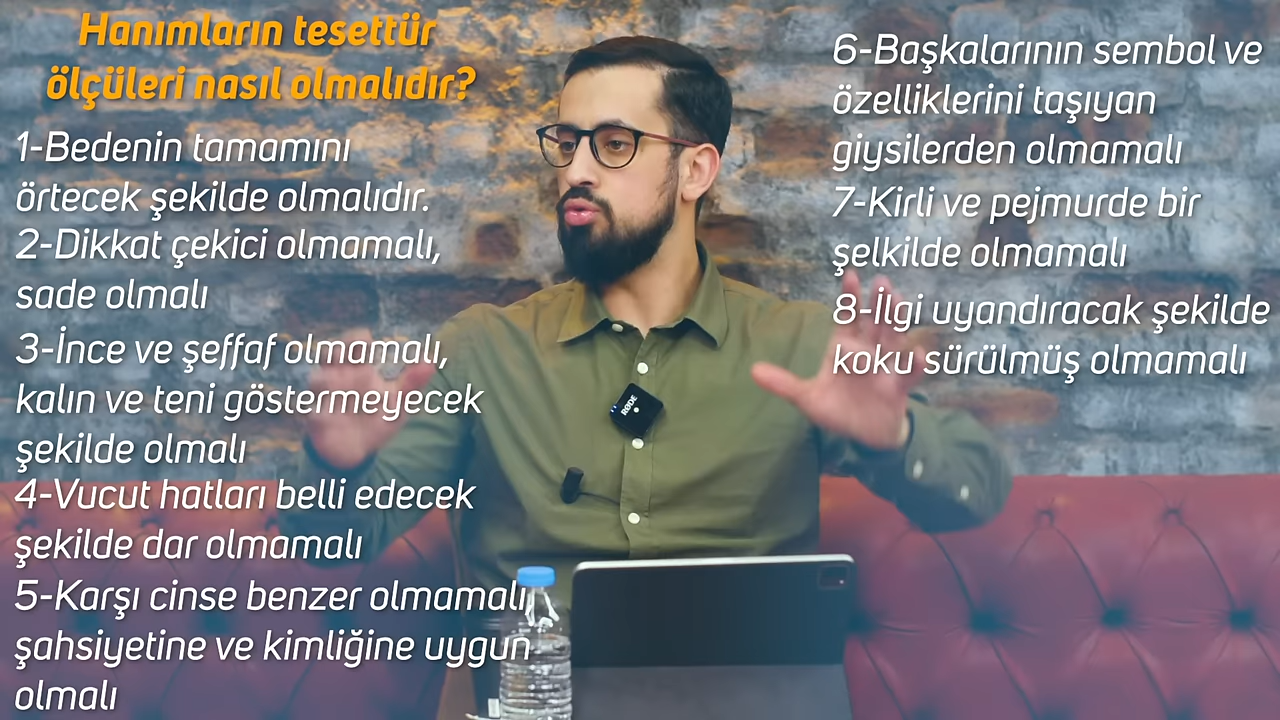 Hanımların tesettür
ölçüleri nasıl olmalıdır?
1-Bedenin tamamını
örtecek şekilde olmalıdır.
2-Dikkat çekici olmamalı,
sade olmalı
3-İnce ve şeffaf olmamalı,
kalın ve teni göstermeyecek
şekilde olmalı
4-Vucut hatları belli edecek
şekilde dar olmamalı
5-Karşı cinse benzer olmamalı,
şahsiyetine ve kimliğine uygun
olmalı
6-Başkalarının sembol ve
özelliklerini taşıyan
giysilerden olmamalı
7-Kirli ve pejmurde bir
şelkilde olmamalı
8-İlgi uyandıracak şekilde
koku sürülmüş olmamalı
RØDE